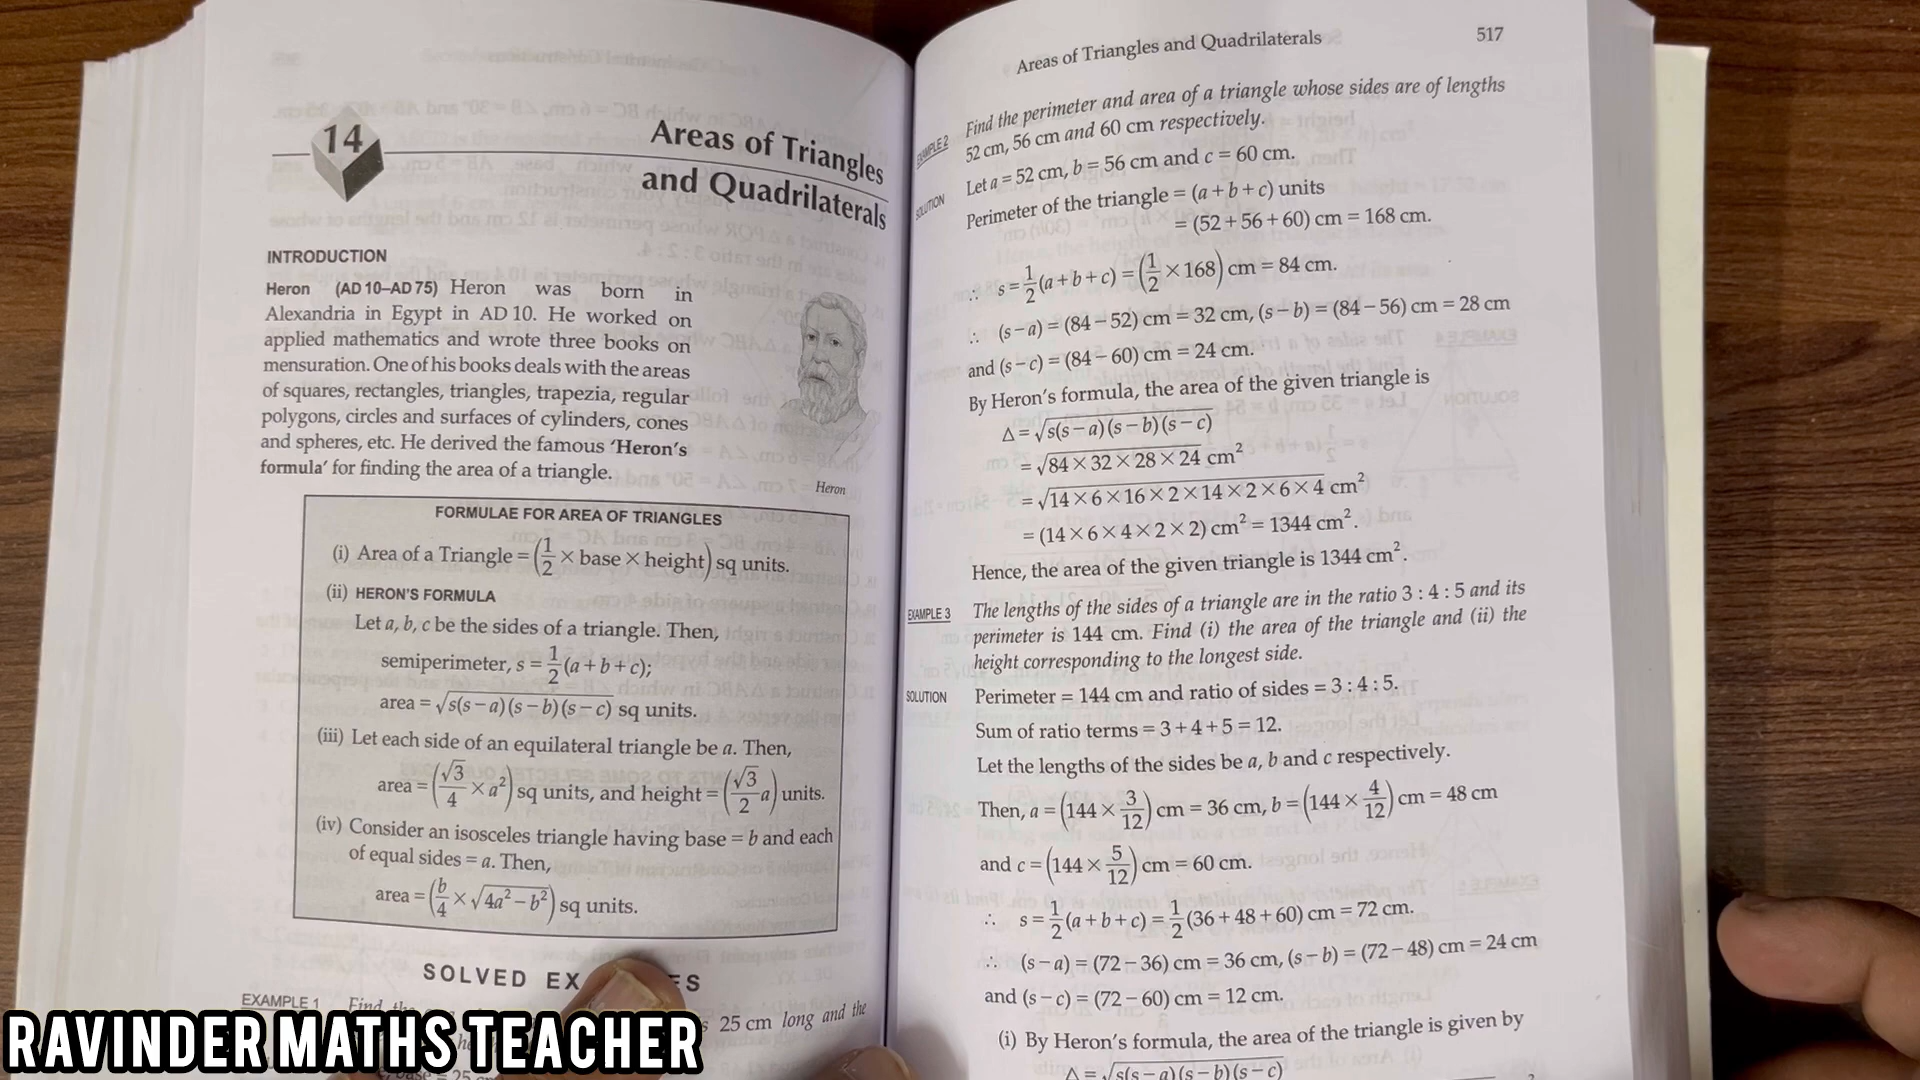 14
Areas of Triangles
and Quadrilaterals
INTRODUCTION
Heron (AD 10–AD 75) Heron was born in
Alexandria in Egypt in AD 10. He worked on
applied mathematics and wrote three books on
mensuration. One of his books deals with the areas
of squares, rectangles, triangles, trapezia, regular
polygons, circles and surfaces of cylinders, cones
and spheres, etc. He derived the famous 'Heron's
formula' for finding the area of a triangle.
Heron
FORMULAE FOR AREA OF TRIANGLES
(i) Area of a Triangle = (1/2 × base × height) sq units.
(ii) HERON'S FORMULA
Let a, b, c be the sides of a triangle. Then,
semiperimeter, s = 1/2 (a + b + c);
area = √s(s − a)(s − b)(s − c) sq units.
(iii) Let each side of an equilateral triangle be a. Then,
area = (√3/4 × a²) sq units, and height = (√3/2 a) units.
(iv) Consider an isosceles triangle having base = b and each
of equal sides = a. Then,
area = (b/4 × √4a² − b²) sq units.
SOLVED EX ES
EXAMPLE 1 Find the 25 cm long and the
RAVINDER MATHS TEACHER
Areas of Triangles and Quadrilaterals 517
EXAMPLE 2 Find the perimeter and area of a triangle whose sides are of lengths
52 cm, 56 cm and 60 cm respectively.
SOLUTION Let a = 52 cm, b = 56 cm and c = 60 cm.
Perimeter of the triangle = (a + b + c) units
= (52 + 56 + 60) cm = 168 cm.
∴ s = 1/2 (a + b + c) = (1/2 × 168) cm = 84 cm.
∴ (s − a) = (84 − 52) cm = 32 cm, (s − b) = (84 − 56) cm = 28 cm
and (s − c) = (84 − 60) cm = 24 cm.
By Heron's formula, the area of the given triangle is
Δ = √s(s − a)(s − b)(s − c)
= √84 × 32 × 28 × 24 cm²
= √14 × 6 × 16 × 2 × 14 × 2 × 6 × 4 cm²
= (14 × 6 × 4 × 2 × 2) cm² = 1344 cm².
Hence, the area of the given triangle is 1344 cm².
EXAMPLE 3 The lengths of the sides of a triangle are in the ratio 3 : 4 : 5 and its
perimeter is 144 cm. Find (i) the area of the triangle and (ii) the
height corresponding to the longest side.
SOLUTION Perimeter = 144 cm and ratio of sides = 3 : 4 : 5.
Sum of ratio terms = 3 + 4 + 5 = 12.
Let the lengths of the sides be a, b and c respectively.
Then, a = (144 × 3/12) cm = 36 cm, b = (144 × 4/12) cm = 48 cm
and c = (144 × 5/12) cm = 60 cm.
∴ s = 1/2 (a + b + c) = 1/2 (36 + 48 + 60) cm = 72 cm.
∴ (s − a) = (72 − 36) cm = 36 cm, (s − b) = (72 − 48) cm = 24 cm
and (s − c) = (72 − 60) cm = 12 cm.
(i) By Heron's formula, the area of the triangle is given by
Δ = √s(s − a)(s − b)(s − c)